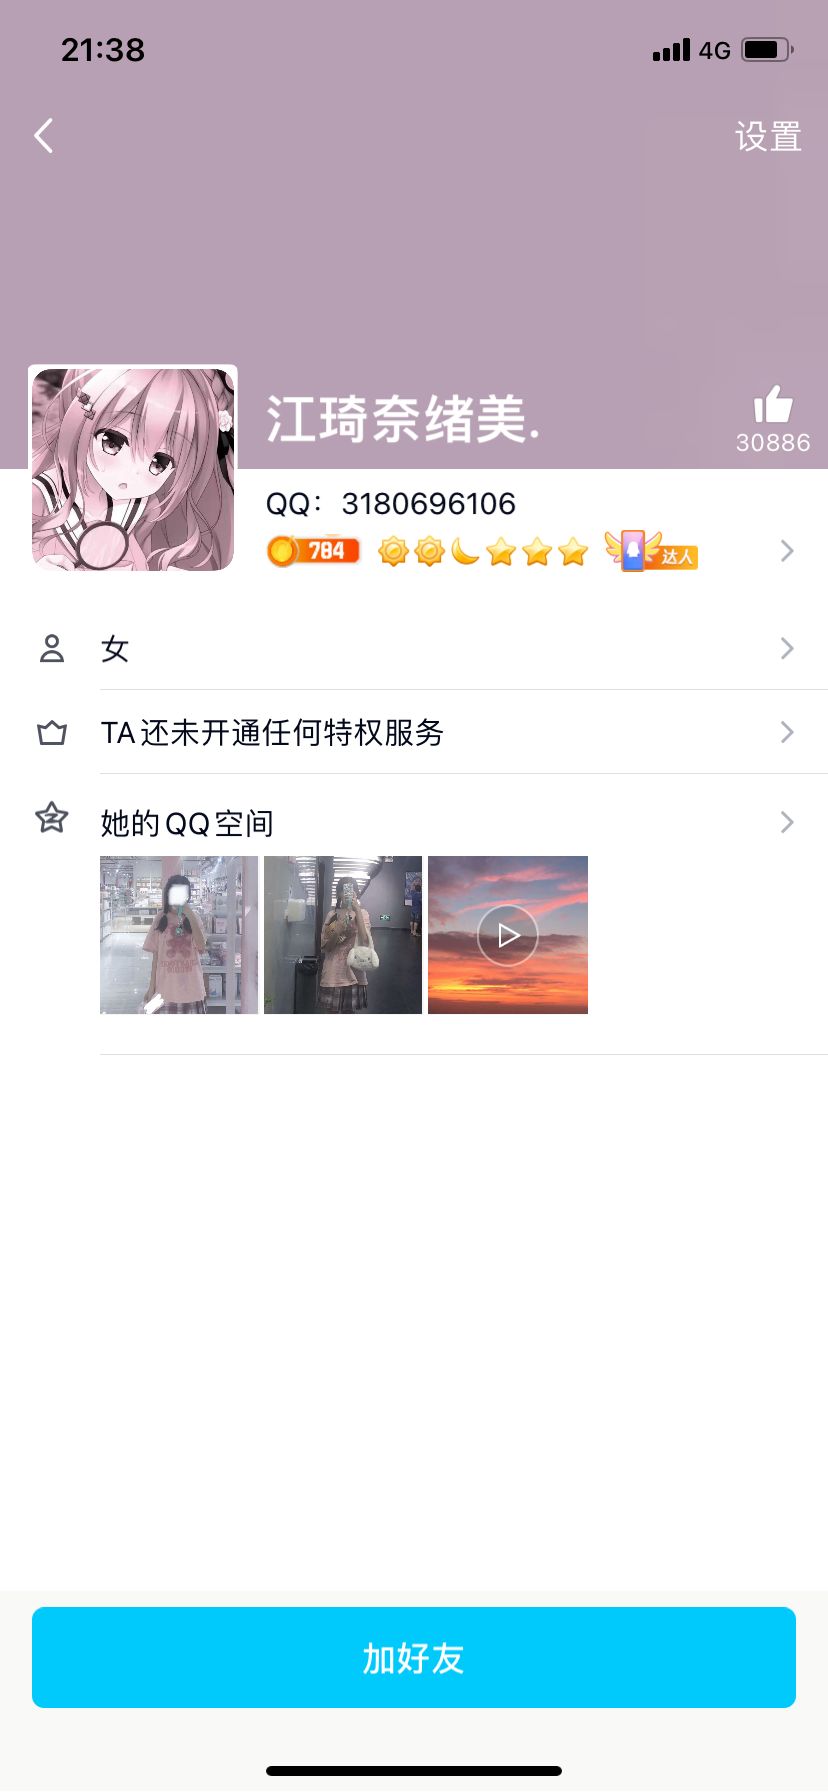 21:38
4G
设置
江琦奈绪美.
30886
QQ：3180696106
784
达人
女
TA还未开通任何特权服务
她的QQ空间
加好友